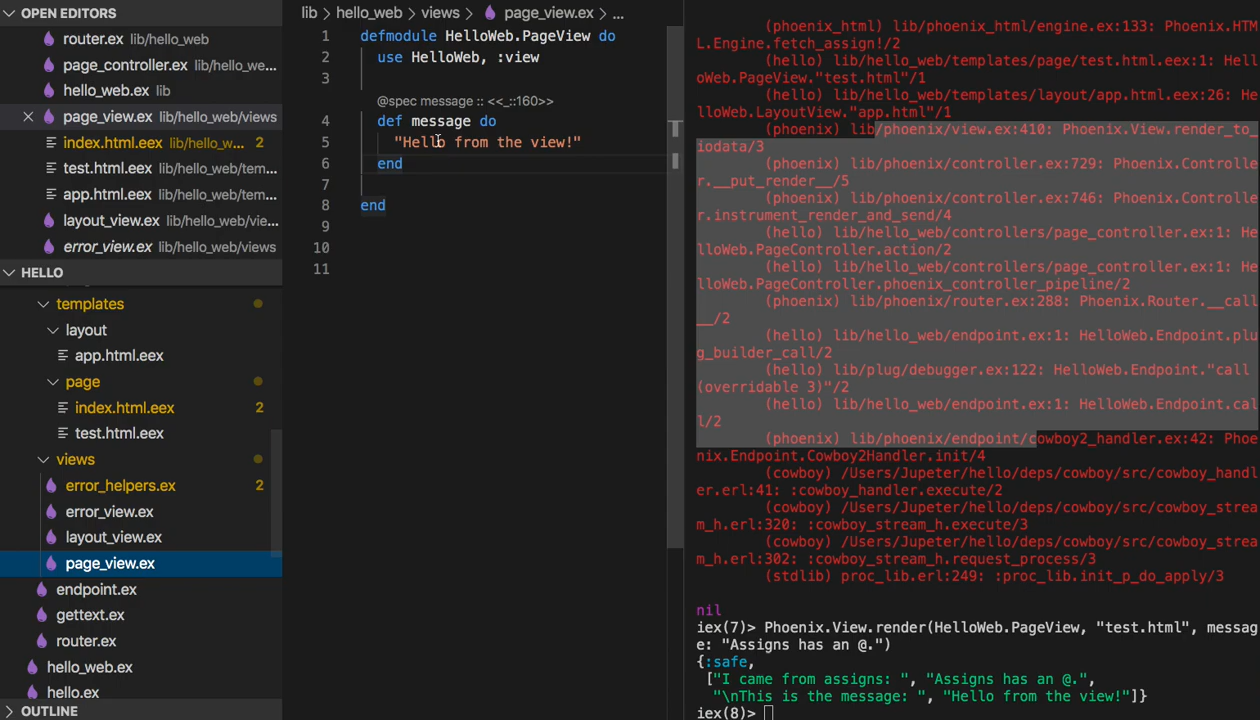 OPEN EDITORS
router.ex lib/hello_web
page_controller.ex lib/hello_we...
hello_web.ex lib
page_view.ex lib/hello_web/views
index.html.eex lib/hello_w... 2
test.html.eex lib/hello_web/tem...
app.html.eex lib/hello_web/tem...
layout_view.ex lib/hello_web/vie...
error_view.ex lib/hello_web/views
HELLO
templates
layout
app.html.eex
page
index.html.eex 2
test.html.eex
views
error_helpers.ex 2
error_view.ex
layout_view.ex
page_view.ex
endpoint.ex
gettext.ex
router.ex
hello_web.ex
hello.ex
OUTLINE
lib > hello_web > views > page_view.ex > ...
1 defmodule HelloWeb.PageView do
2 use HelloWeb, :view
3
@spec message :: <<_::160>>
4 def message do
5 "Hello from the view!"
6 end
7
8 end
9
10
11
(phoenix_html) lib/phoenix_html/engine.ex:133: Phoenix.HTM
L.Engine.fetch_assign!/2
(hello) lib/hello_web/templates/page/test.html.eex:1: Hell
oWeb.PageView."test.html"/1
(hello) lib/hello_web/templates/layout/app.html.eex:26: He
lloWeb.LayoutView."app.html"/1
(phoenix) lib/phoenix/view.ex:410: Phoenix.View.render_to_
iodata/3
(phoenix) lib/phoenix/controller.ex:729: Phoenix.Controlle
r.__put_render__/5
(phoenix) lib/phoenix/controller.ex:746: Phoenix.Controlle
r.instrument_render_and_send/4
(hello) lib/hello_web/controllers/page_controller.ex:1: He
lloWeb.PageController.action/2
(hello) lib/hello_web/controllers/page_controller.ex:1: He
lloWeb.PageController.phoenix_controller_pipeline/2
(phoenix) lib/phoenix/router.ex:288: Phoenix.Router.__call
__/2
(hello) lib/hello_web/endpoint.ex:1: HelloWeb.Endpoint.plu
g_builder_call/2
(hello) lib/plug/debugger.ex:122: HelloWeb.Endpoint."call
(overridable 3)"/2
(hello) lib/hello_web/endpoint.ex:1: HelloWeb.Endpoint.cal
l/2
(phoenix) lib/phoenix/endpoint/cowboy2_handler.ex:42: Phoe
nix.Endpoint.Cowboy2Handler.init/4
(cowboy) /Users/Jupeter/hello/deps/cowboy/src/cowboy_handl
er.erl:41: :cowboy_handler.execute/2
(cowboy) /Users/Jupeter/hello/deps/cowboy/src/cowboy_strea
m_h.erl:320: :cowboy_stream_h.execute/3
(cowboy) /Users/Jupeter/hello/deps/cowboy/src/cowboy_strea
m_h.erl:302: :cowboy_stream_h.request_process/3
(stdlib) proc_lib.erl:249: :proc_lib.init_p_do_apply/3
nil
iex(7)> Phoenix.View.render(HelloWeb.PageView, "test.html", messag
e: "Assigns has an @.")
{:safe,
["I came from assigns: ", "Assigns has an @.",
"\nThis is the message: ", "Hello from the view!"]}
iex(8)>